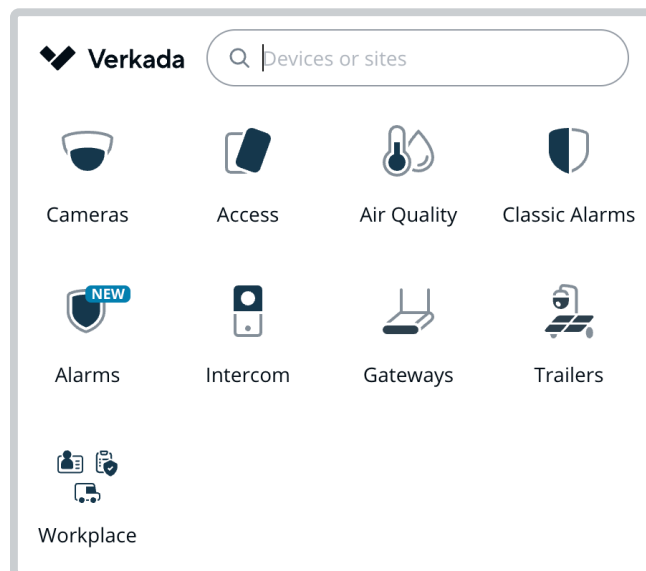 Verkada
Devices or sites
Cameras
Access
Air Quality
Classic Alarms
NEW
Alarms
Intercom
Gateways
Trailers
Workplace